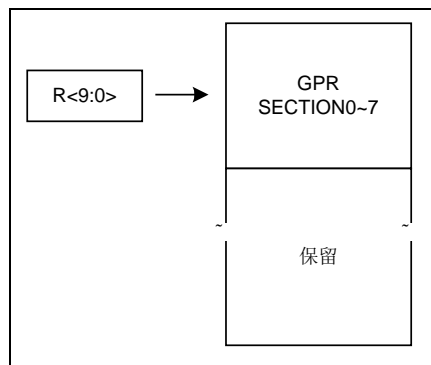 R<9:0>
GPR
SECTION0~7
~ ~
保留